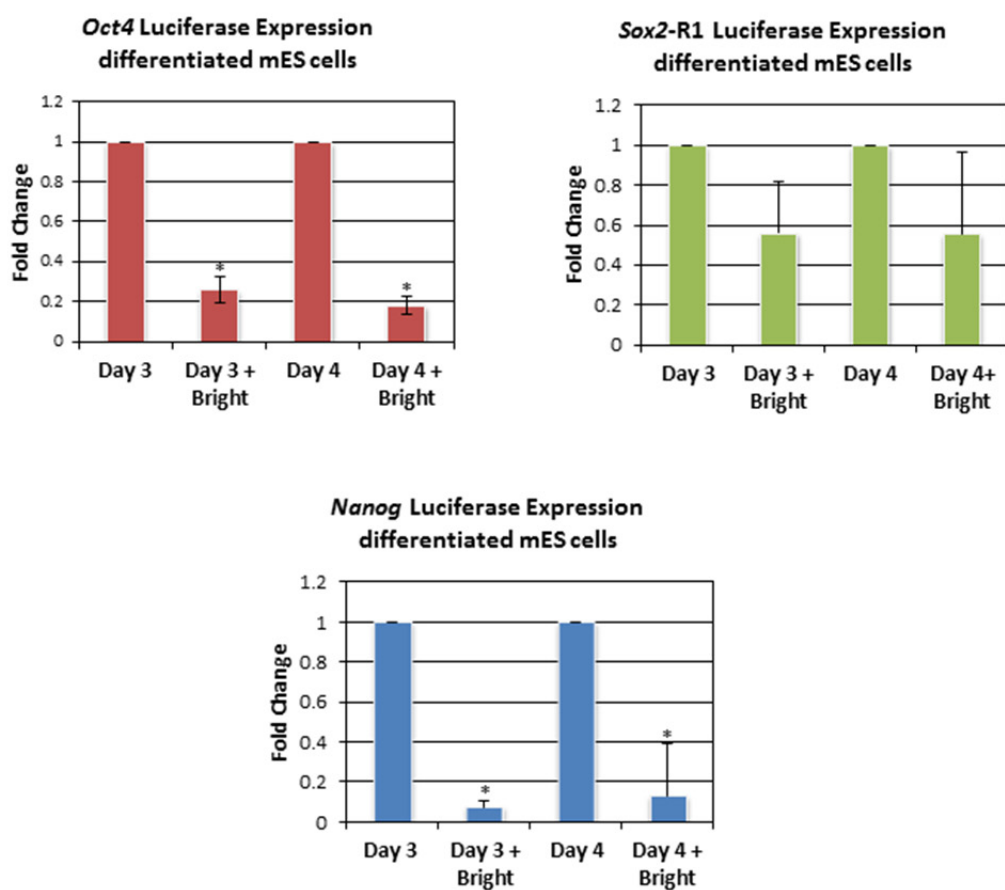 Oct4 Luciferase Expression
differentiated mES cells
Fold Change
1.2
1
0.8
0.6
0.4
0.2
0
*
*
Day 3
Day 3 +
Bright
Day 4
Day 4 +
Bright
Sox2-R1 Luciferase Expression
differentiated mES cells
Fold Change
1.2
1
0.8
0.6
0.4
0.2
0
Day 3
Day 3 +
Bright
Day 4
Day 4+
Bright
Nanog Luciferase Expression
differentiated mES cells
Fold Change
1.2
1
0.8
0.6
0.4
0.2
0
*
*
Day 3
Day 3 +
Bright
Day 4
Day 4 +
Bright